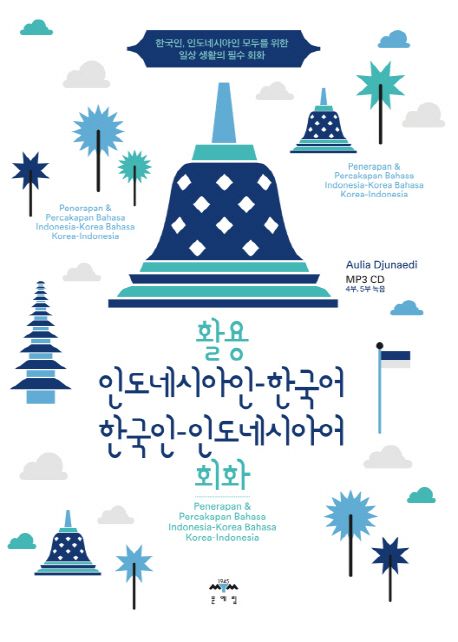 한국인, 인도네시아인 모두를 위한
일상 생활의 필수 회화
Penerapan &
Percakapan Bahasa
Indonesia-Korea Bahasa
Korea-Indonesia
Penerapan &
Percakapan Bahasa
Indonesia-Korea Bahasa
Korea-Indonesia
Aulia Djunaedi
MP3 CD
4부, 5부 녹음
활용
인도네시아인-한국어
한국인-인도네시아어
회화
Penerapan &
Percakapan Bahasa
Indonesia-Korea Bahasa
Korea-Indonesia
1945
문예림